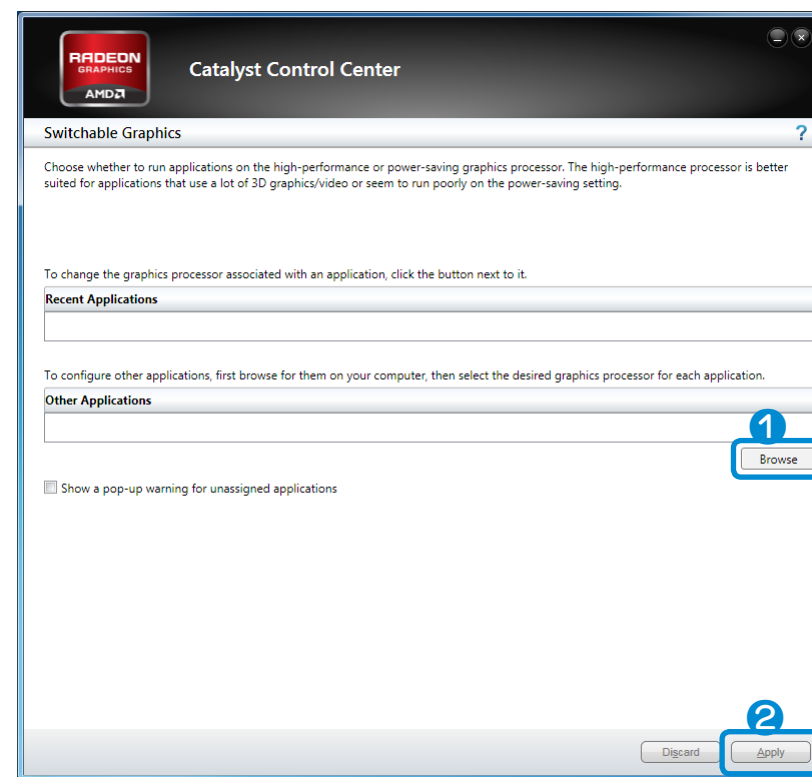 RADEON
GRAPHICS
AMD
Catalyst Control Center
Switchable Graphics
?
Choose whether to run applications on the high-performance or power-saving graphics processor. The high-performance processor is better
suited for applications that use a lot of 3D graphics/video or seem to run poorly on the power-saving setting.
To change the graphics processor associated with an application, click the button next to it.
Recent Applications
To configure other applications, first browse for them on your computer, then select the desired graphics processor for each application.
Other Applications
1
Browse
Show a pop-up warning for unassigned applications
2
Discard
Apply